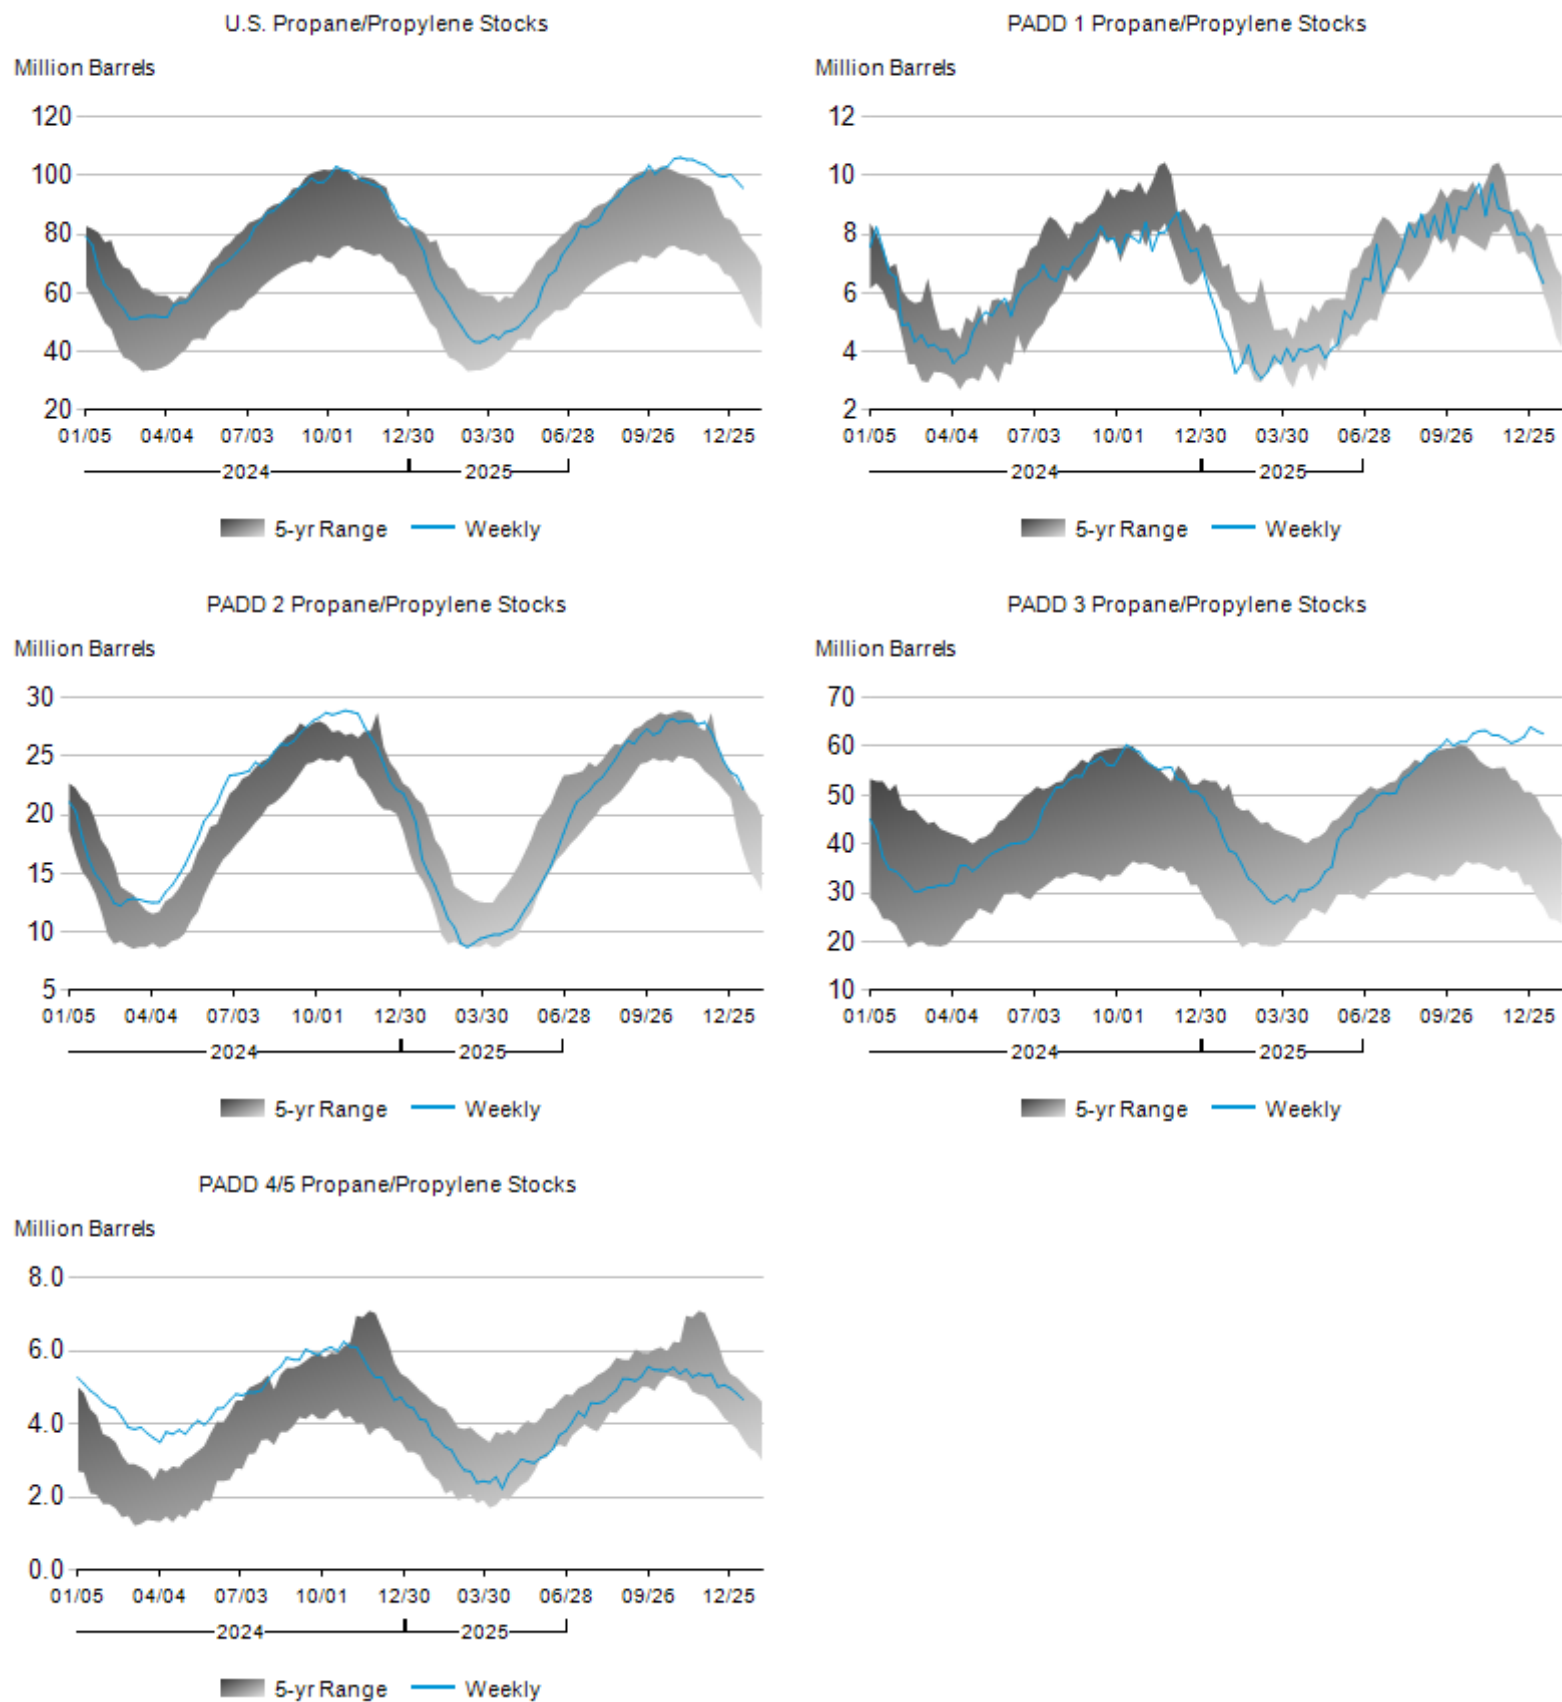 U.S. Propane/Propylene Stocks
Million Barrels
120
100
80
60
40
20
01/05 04/04 07/03 10/01 12/30 03/30 06/28 09/26 12/25
2024 2025
5-yr Range Weekly
PADD 1 Propane/Propylene Stocks
Million Barrels
12
10
8
6
4
2
01/05 04/04 07/03 10/01 12/30 03/30 06/28 09/26 12/25
2024 2025
5-yr Range Weekly
PADD 2 Propane/Propylene Stocks
Million Barrels
30
25
20
15
10
5
01/05 04/04 07/03 10/01 12/30 03/30 06/28 09/26 12/25
2024 2025
5-yr Range Weekly
PADD 3 Propane/Propylene Stocks
Million Barrels
70
60
50
40
30
20
10
01/05 04/04 07/03 10/01 12/30 03/30 06/28 09/26 12/25
2024 2025
5-yr Range Weekly
PADD 4/5 Propane/Propylene Stocks
Million Barrels
8.0
6.0
4.0
2.0
0.0
01/05 04/04 07/03 10/01 12/30 03/30 06/28 09/26 12/25
2024 2025
5-yr Range Weekly